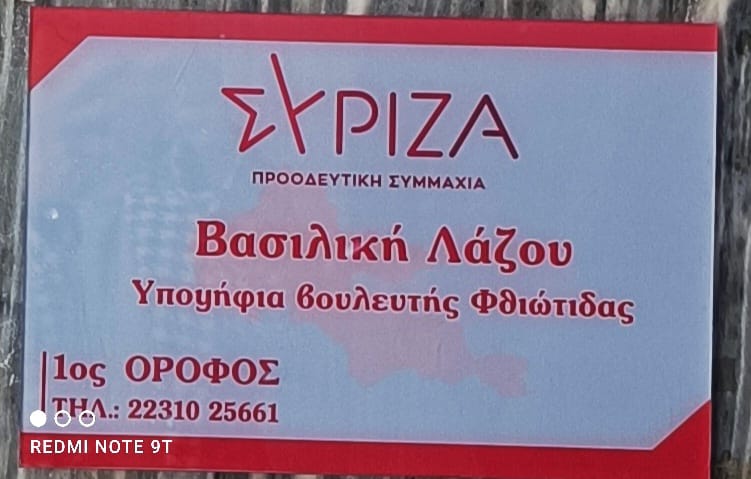 ΣΥΡΙΖΑ
ΠΡΟΟΔΕΥΤΙΚΗ ΣΥΜΜΑΧΙΑ
Βασιλική Λάζου
Υποψήφια βουλευτής Φθιώτιδας
1ος ΟΡΟΦΟΣ
ΤΗΛ.: 22310 25661
REDMI NOTE 9T